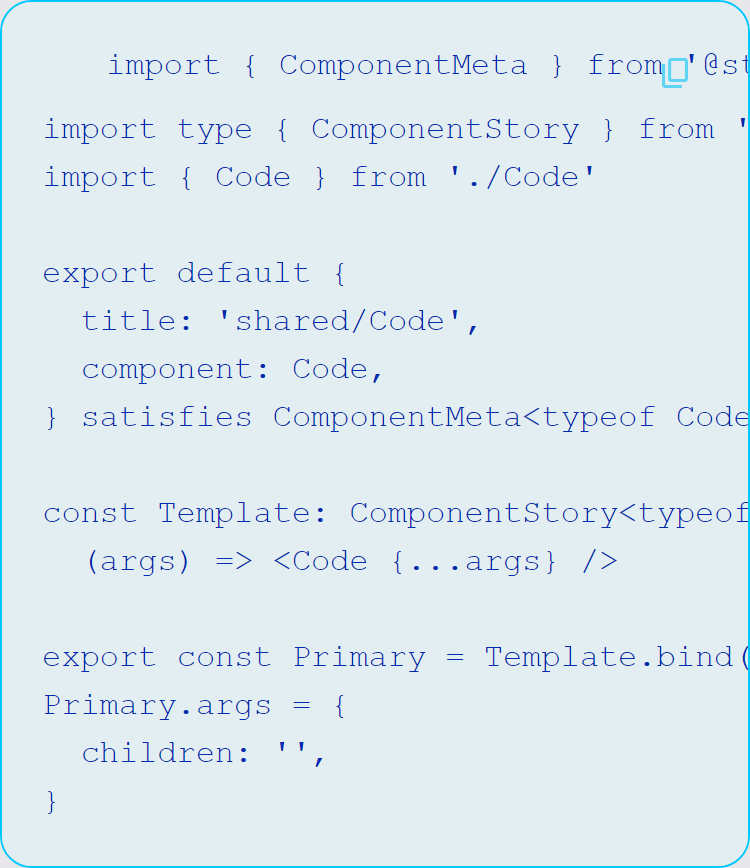 import { ComponentMeta } from '@st
import type { ComponentStory } from '
import { Code } from './Code'
export default {
title: 'shared/Code',
component: Code,
} satisfies ComponentMeta<typeof Code
const Template: ComponentStory<typeof
(args) => <Code {...args} />
export const Primary = Template.bind(
Primary.args = {
children: '',
}